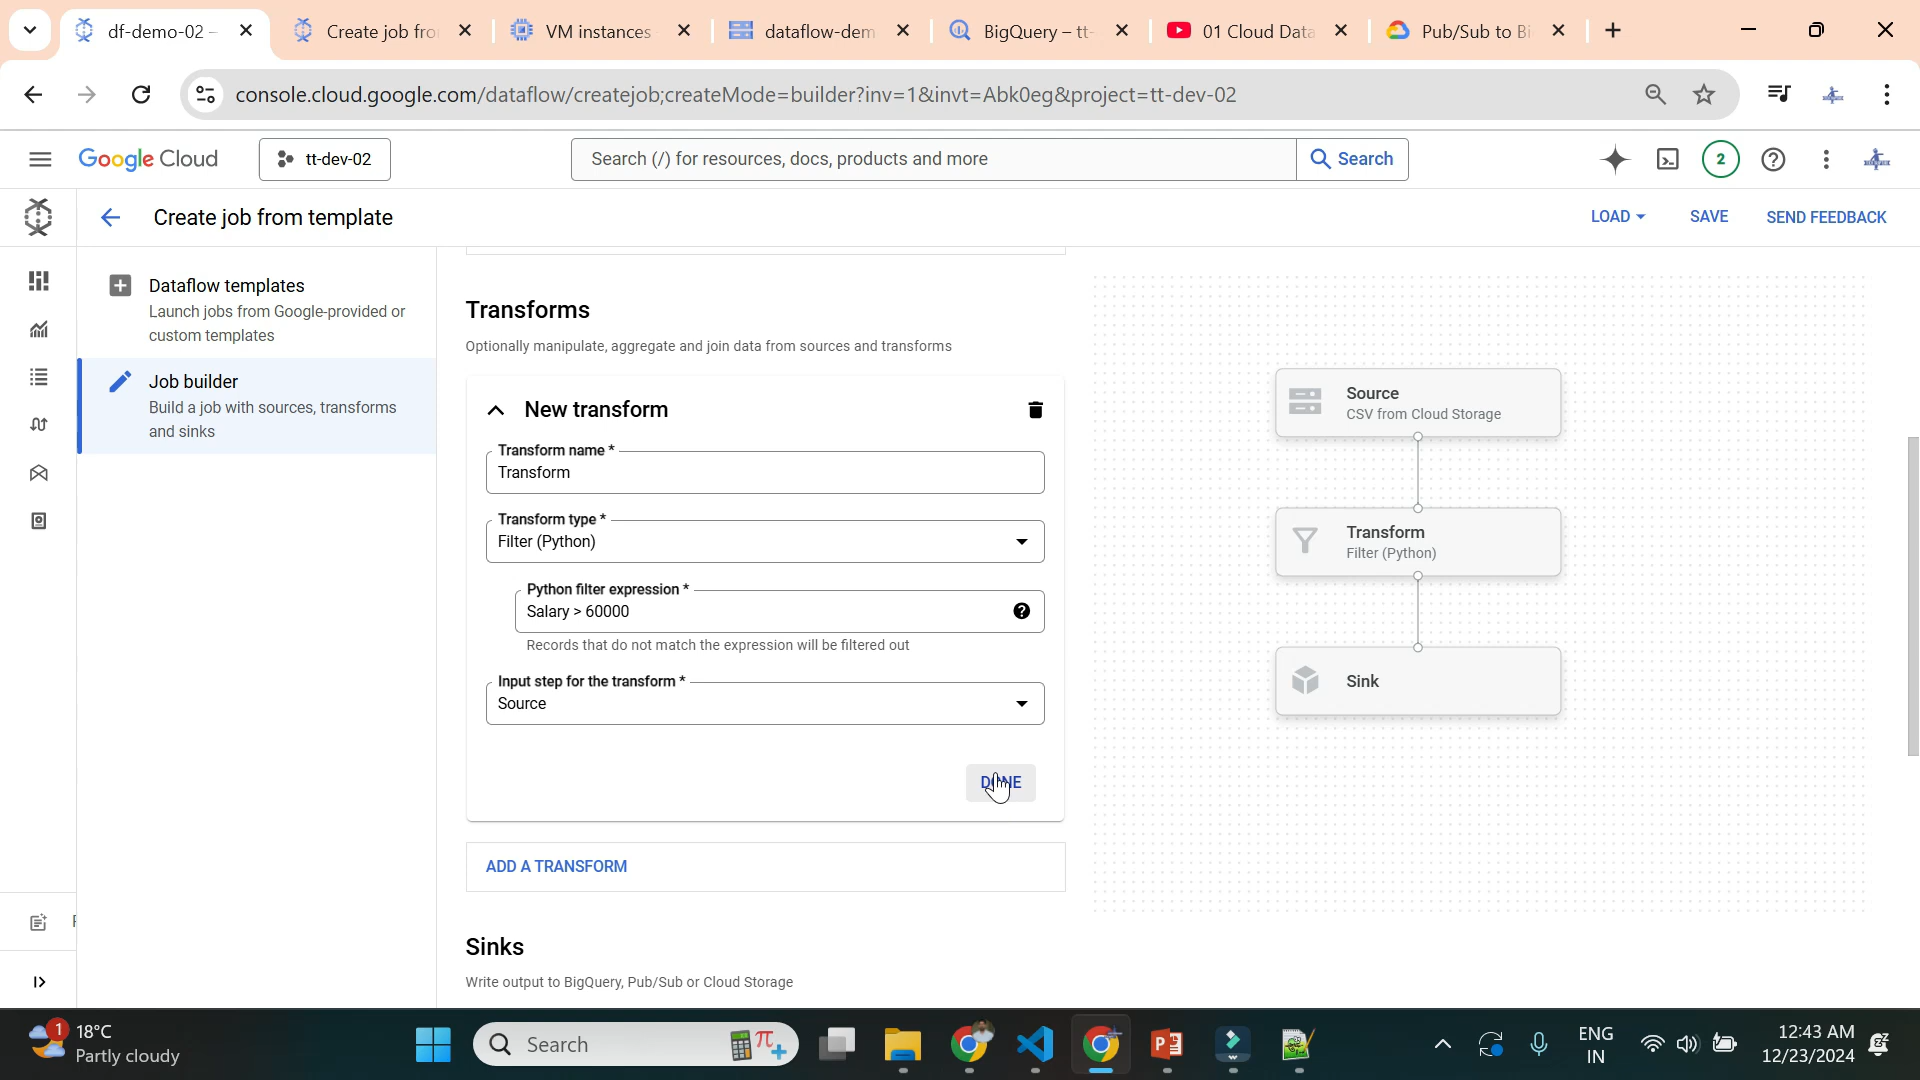 df-demo-02 –
Create job fro
VM instances
dataflow-dem
BigQuery – tt-
01 Cloud Data
Pub/Sub to Bi
console.cloud.google.com/dataflow/createjob;createMode=builder?inv=1&invt=Abk0eg&project=tt-dev-02
Google Cloud
tt-dev-02
Search (/) for resources, docs, products and more
Search
2
Create job from template
LOAD
SAVE
SEND FEEDBACK
Dataflow templates
Launch jobs from Google-provided or
custom templates
Job builder
Build a job with sources, transforms
and sinks
Transforms
Optionally manipulate, aggregate and join data from sources and transforms
New transform
Transform name *
Transform
Transform type *
Filter (Python)
Python filter expression *
Salary > 60000
Records that do not match the expression will be filtered out
Input step for the transform *
Source
DONE
ADD A TRANSFORM
Sinks
Write output to BigQuery, Pub/Sub or Cloud Storage
Source
CSV from Cloud Storage
Transform
Filter (Python)
Sink
1
18°C
Partly cloudy
Search
ENG
IN
12:43 AM
12/23/2024